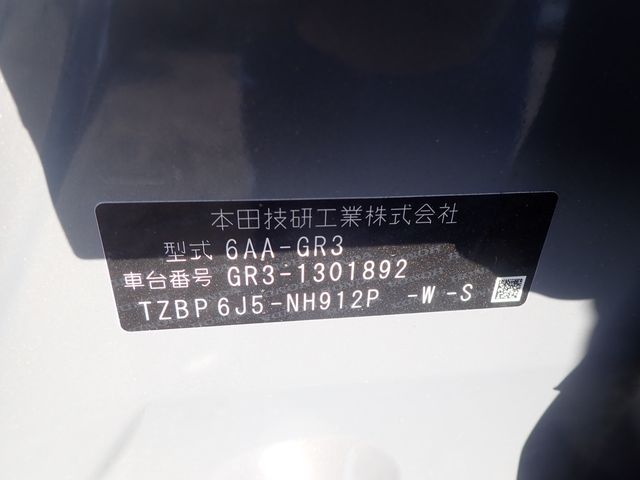 本田技研工業株式会社
型式 6AA-GR3
車台番号 GR3-1301892
TZBP 6J5-NH912P -W -S